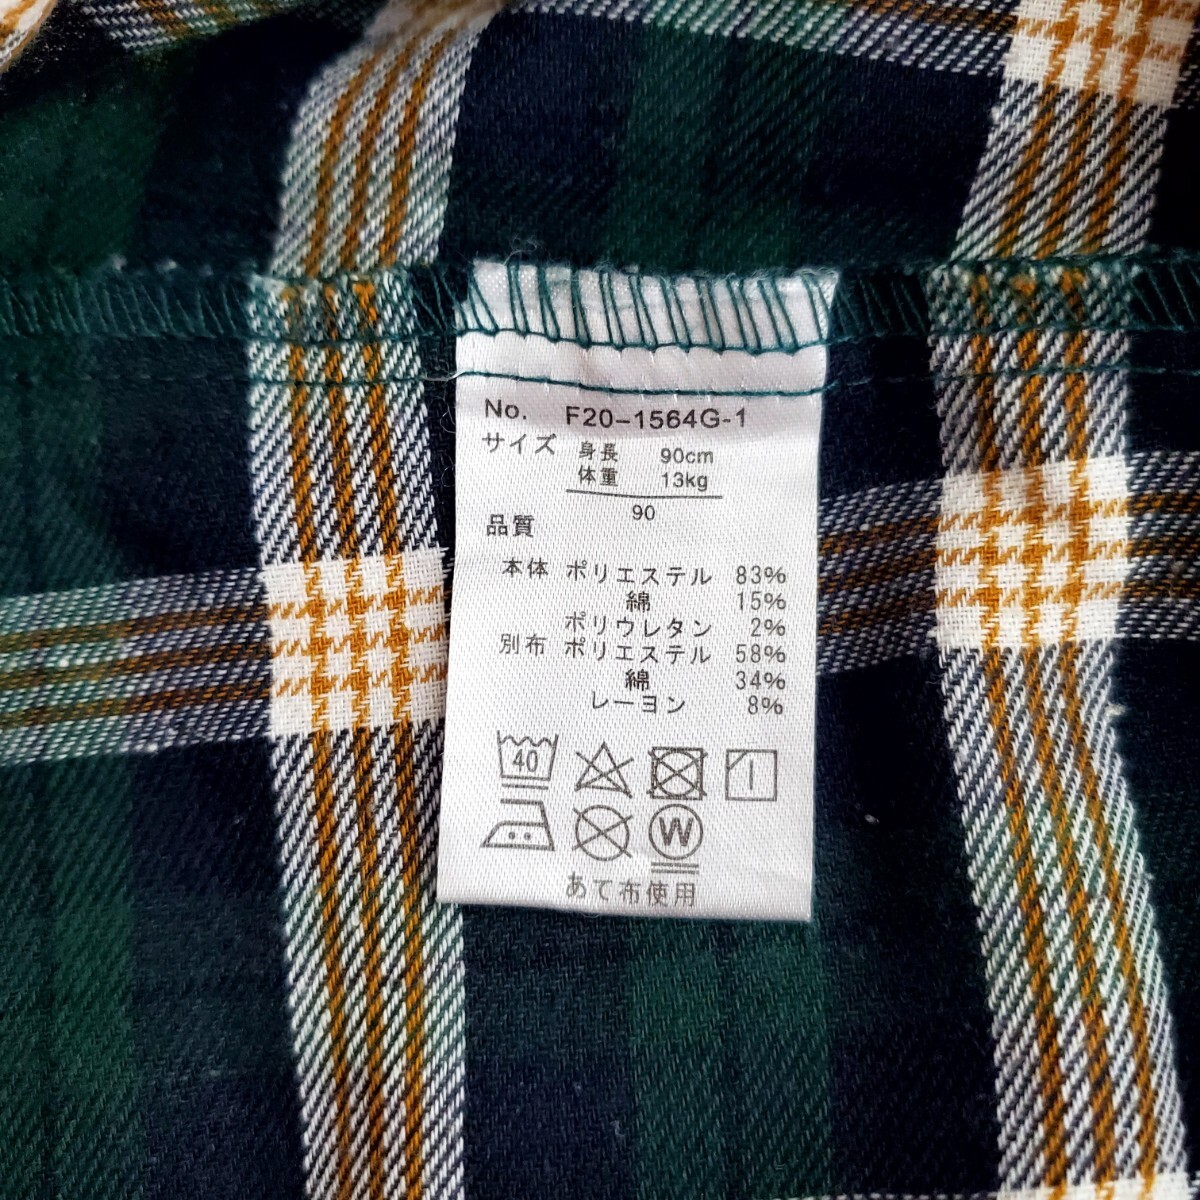 No. F20-1564G-1
サイズ 身長 90cm
体重 13kg
90
品質
本体 ポリエステル 83%
綿 15%
ポリウレタン 2%
別布 ポリエステル 58%
綿 34%
レーヨン 8%
40
W
あて布使用